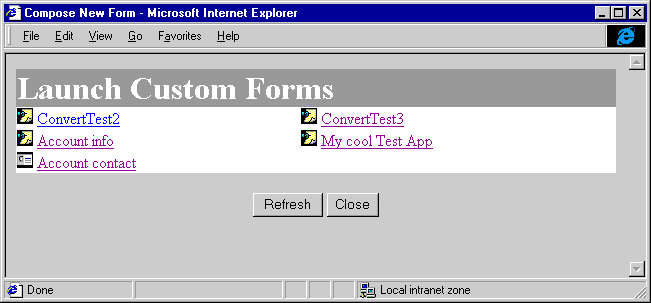 Compose New Form - Microsoft Internet Explorer
File Edit View Go Favorites Help
Launch Custom Forms
ConvertTest2 ConvertTest3
Account info My cool Test App
Account contact
Refresh Close
Done Local intranet zone